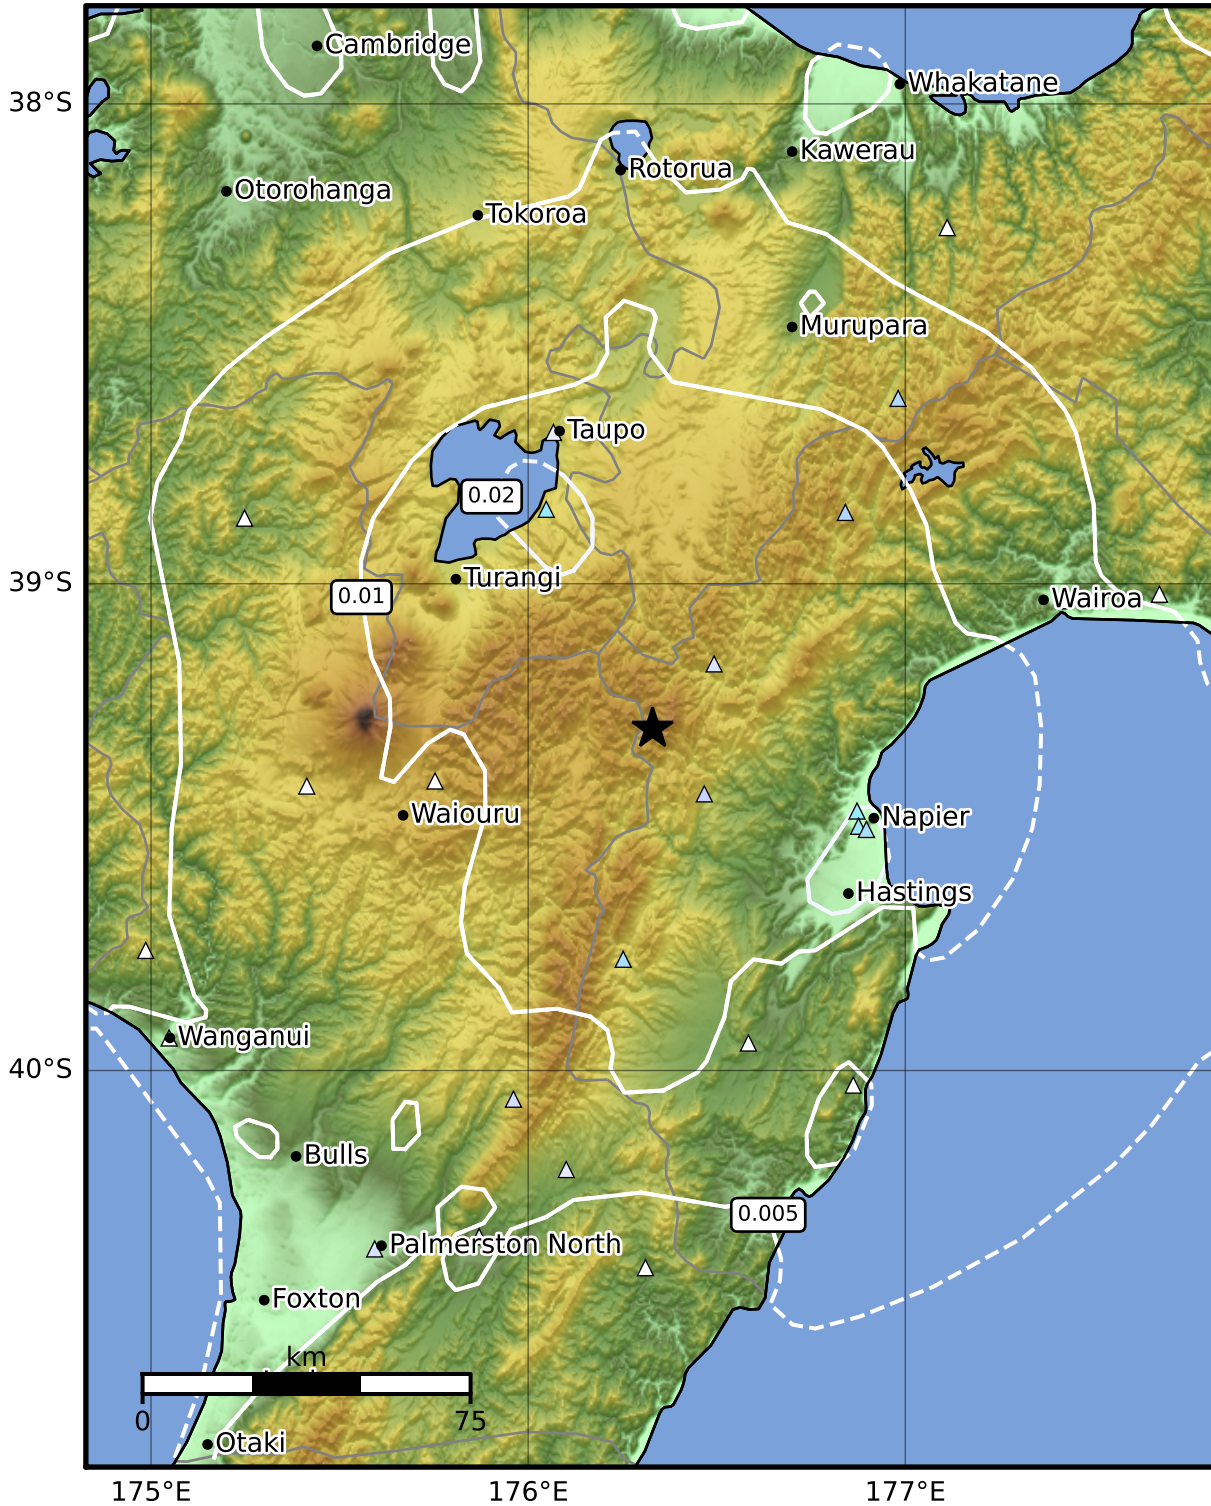 Cambridge
Whakatane
38°S
Kawerau
Rotorua
Otorohanga
Tokoroa
Murupara
Taupo
0.02
Turangi
39°S
0.01
Wairoa
Waiouru
Napier
Hastings
Wanganui
40°S
Bulls
0.005
Palmerston North
Foxton
km
0
75
Otaki
175°E
176°E
177°E